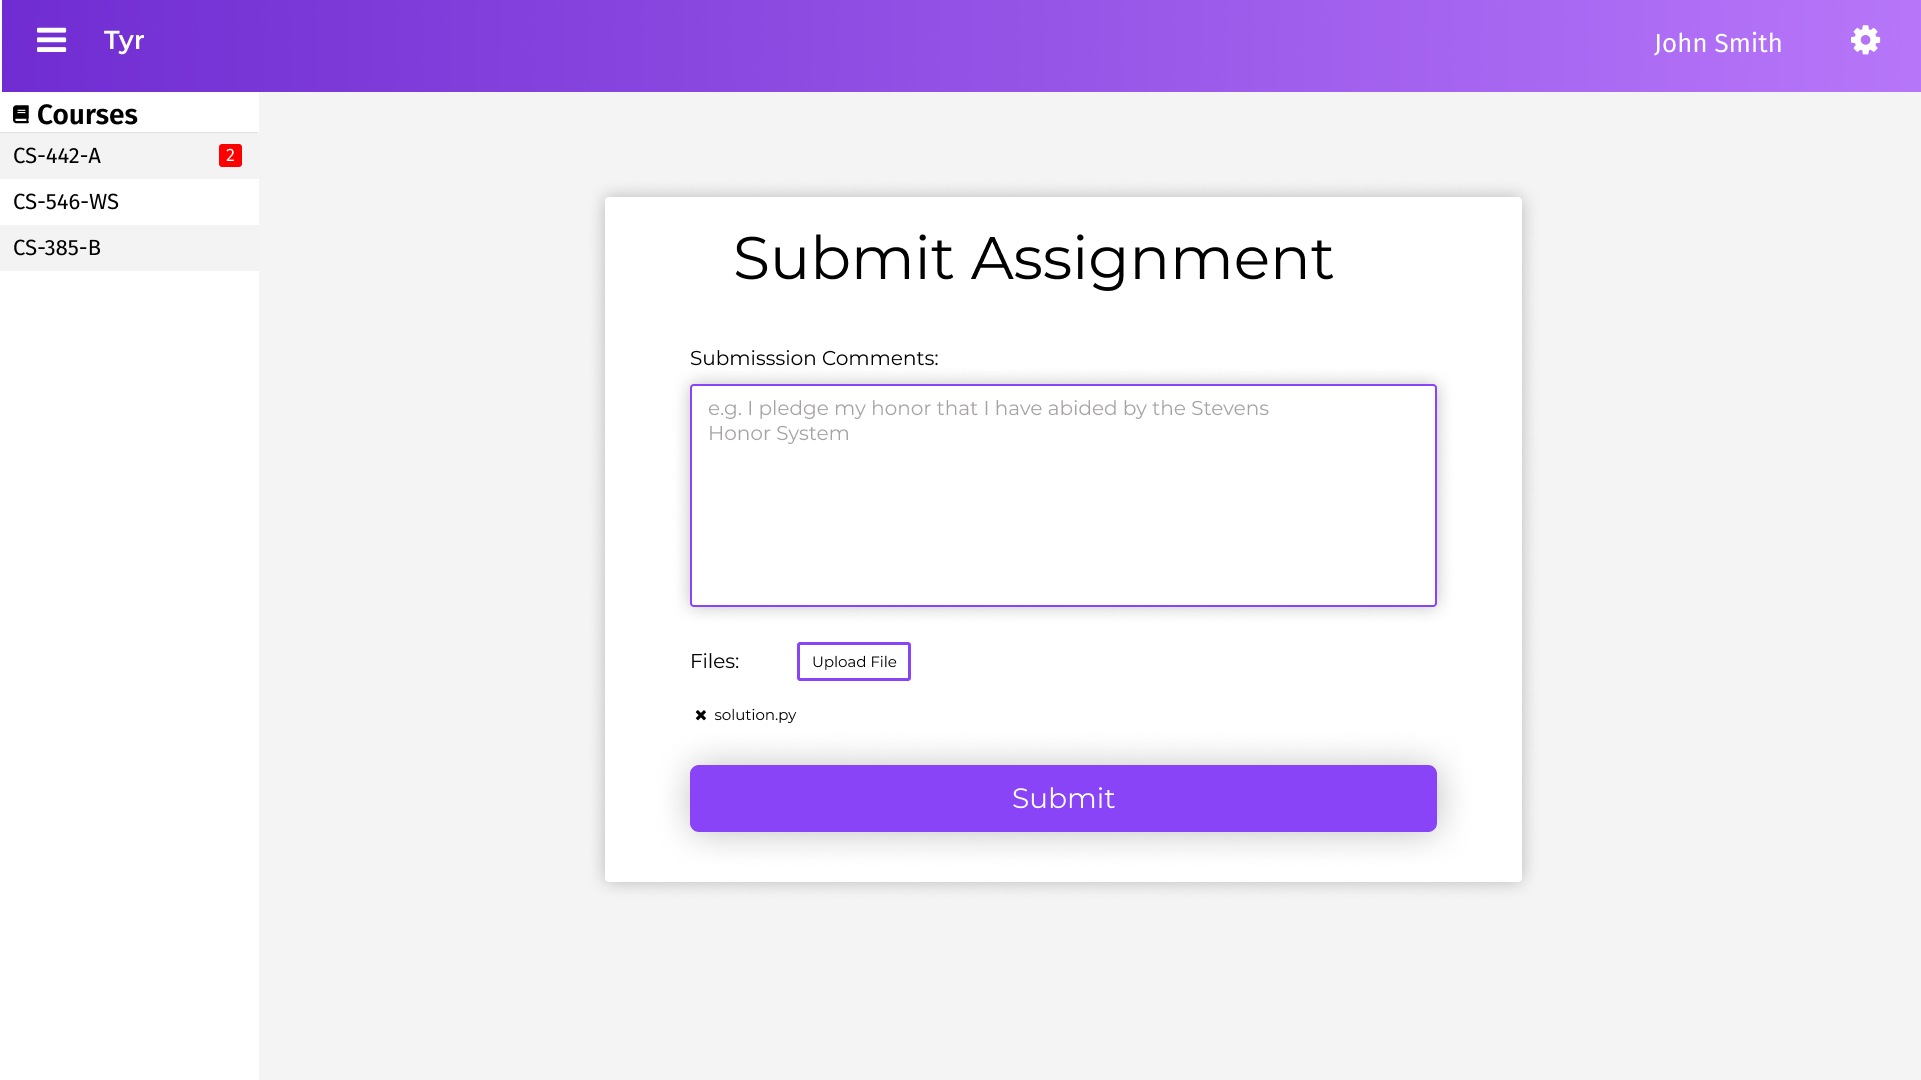 Tyr
John Smith
Courses
CS-442-A
2
CS-546-WS
CS-385-B
Submit Assignment
Submisssion Comments:
e.g. I pledge my honor that I have abided by the Stevens
Honor System
Files:
Upload File
solution.py
Submit